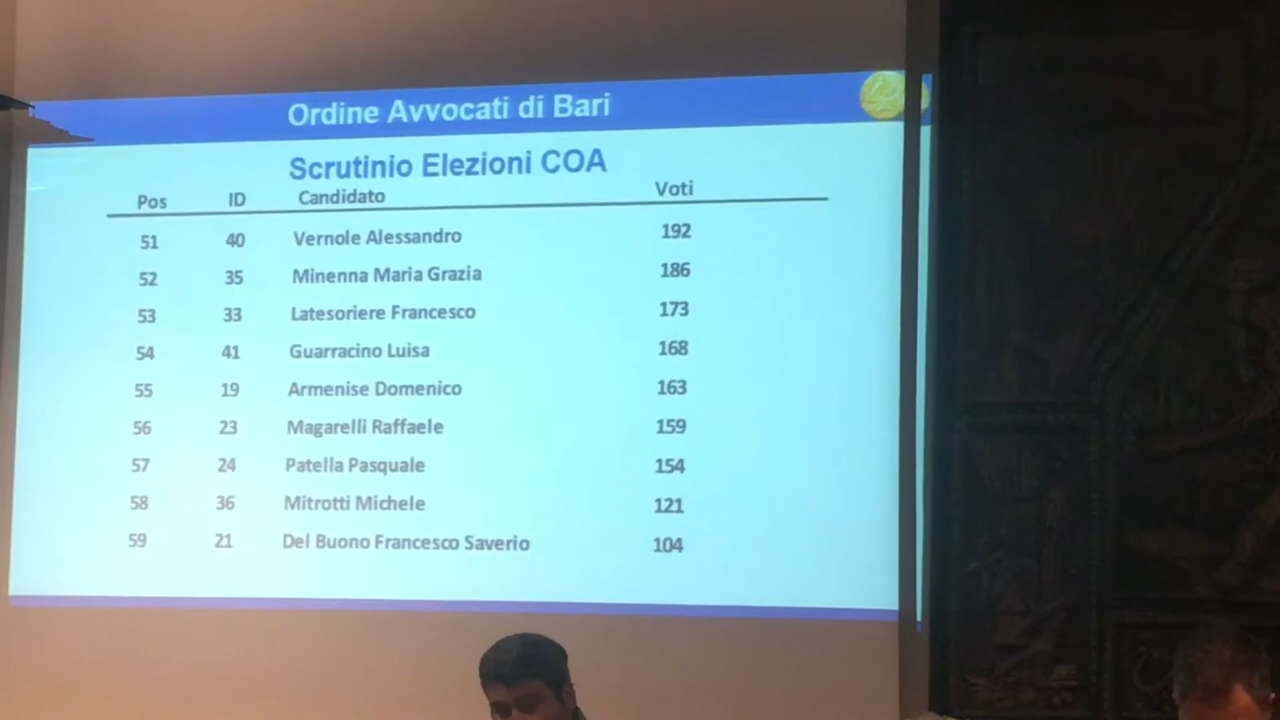 Ordine Avvocati di Bari
Scrutinio Elezioni COA
Pos ID Candidato Voti
51 40 Vernole Alessandro 192
52 35 Minenna Maria Grazia 186
53 33 Latesoriere Francesco 173
54 41 Guarracino Luisa 168
55 19 Armenise Domenico 163
56 23 Magarelli Raffaele 159
57 24 Patella Pasquale 154
58 36 Mitrotti Michele 121
59 21 Del Buono Francesco Saverio 104